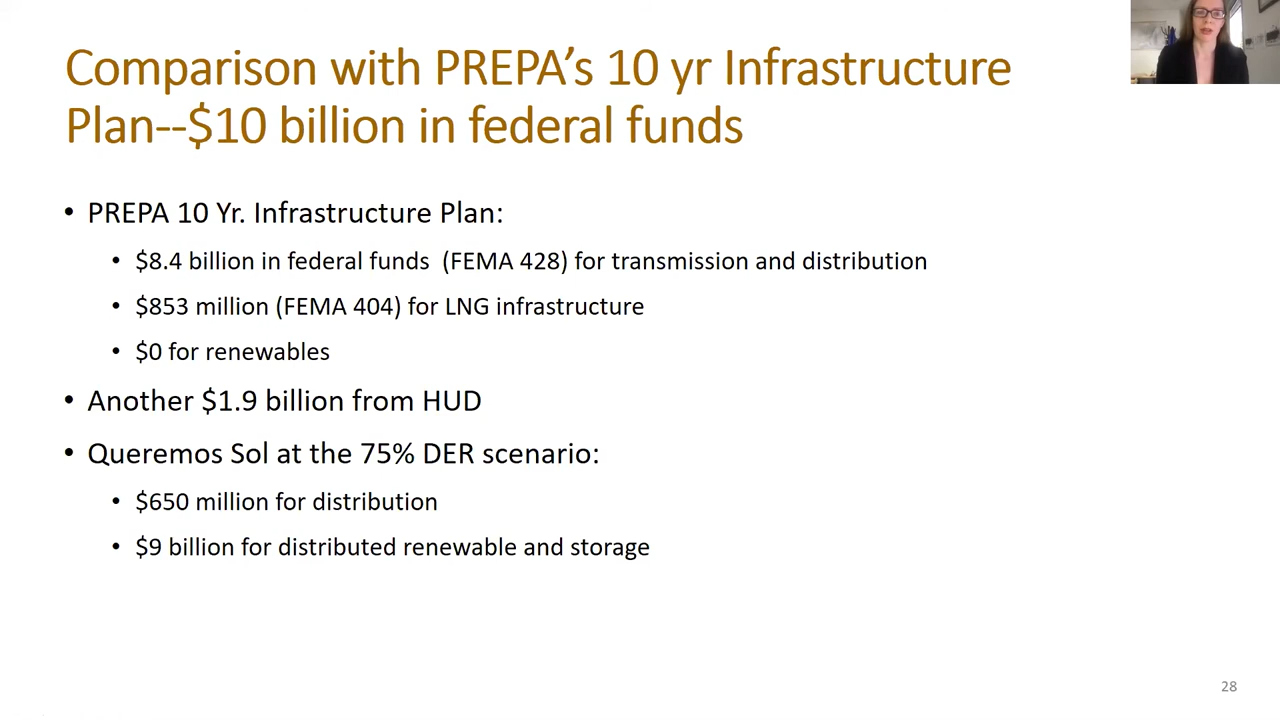 Comparison with PREPA's 10 yr Infrastructure
Plan--$10 billion in federal funds
• PREPA 10 Yr. Infrastructure Plan:
• $8.4 billion in federal funds  (FEMA 428) for transmission and distribution
• $853 million (FEMA 404) for LNG infrastructure
• $0 for renewables
• Another $1.9 billion from HUD
• Queremos Sol at the 75% DER scenario:
• $650 million for distribution
• $9 billion for distributed renewable and storage
28